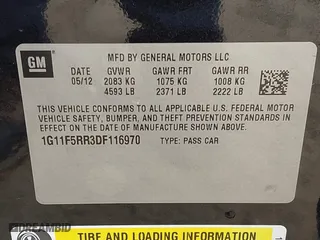 GM
MFD BY GENERAL MOTORS LLC
DATE GVWR GAWR FRT GAWR RR
05/12 2083 KG 1075 KG 1008 KG
4593 LB 2371 LB 2222 LB
THIS VEHICLE CONFORMS TO ALL APPLICABLE U.S. FEDERAL MOTOR
VEHICLE SAFETY, BUMPER, AND THEFT PREVENTION STANDARDS IN
EFFECT ON THE DATE OF MANUFACTURE SHOWN ABOVE.
1G11F5RR3DF116970 TYPE: PASS CAR
TIRE AND LOADING INFORMATION
DREAMBID